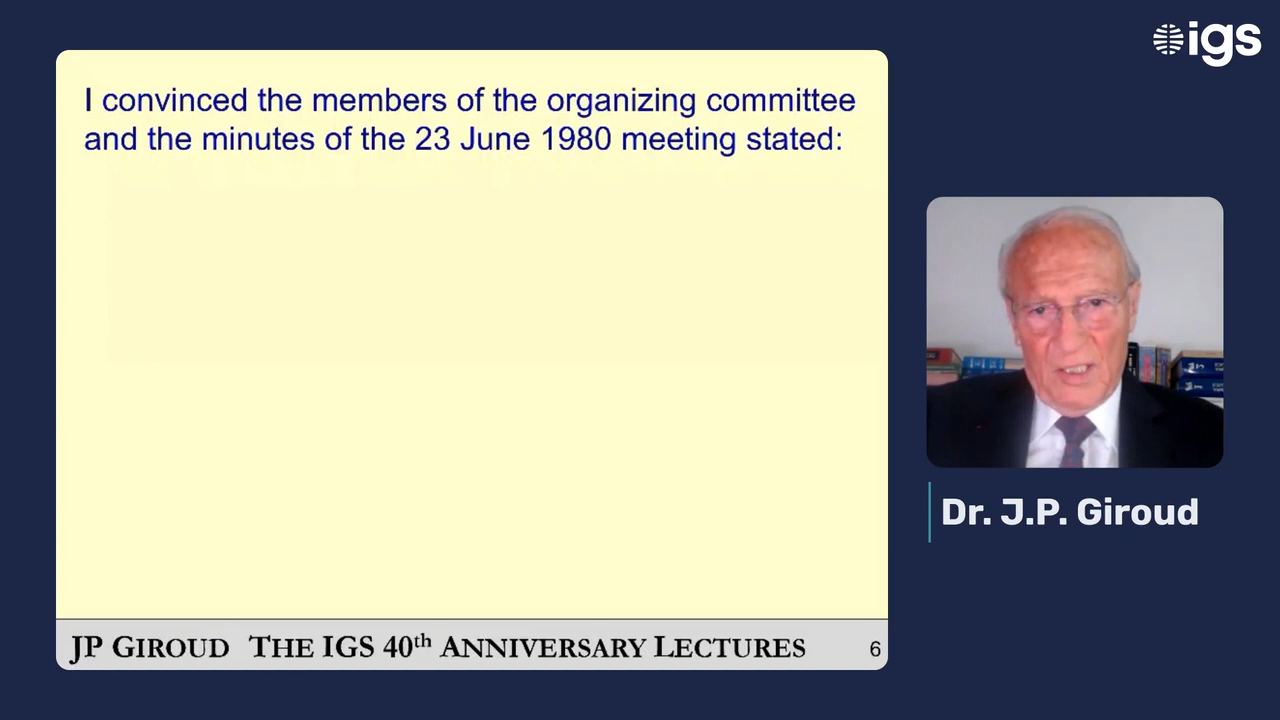 igs
I convinced the members of the organizing committee
and the minutes of the 23 June 1980 meeting stated:
Dr. J.P. Giroud
JP GIROUD THE IGS 40th ANNIVERSARY LECTURES 6